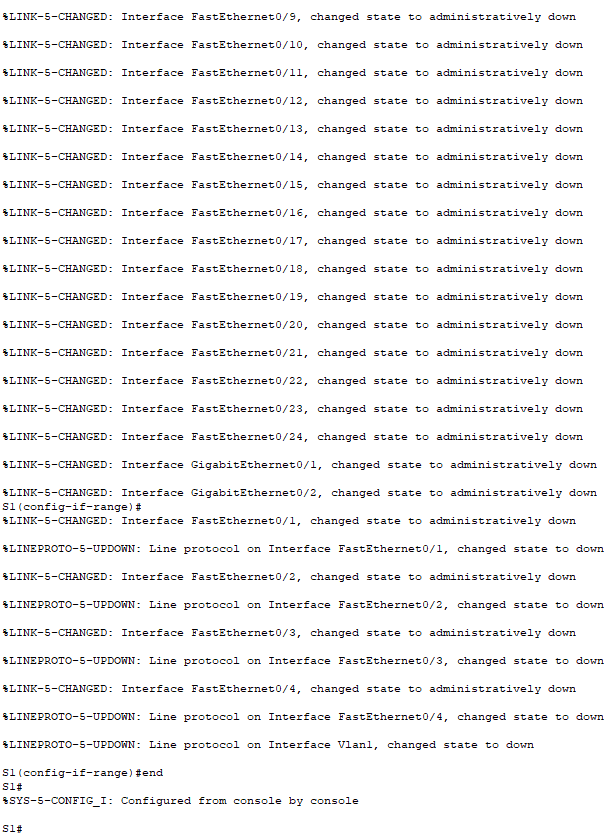 %LINK-5-CHANGED: Interface FastEthernet0/9, changed state to administratively down
%LINK-5-CHANGED: Interface FastEthernet0/10, changed state to administratively down
%LINK-5-CHANGED: Interface FastEthernet0/11, changed state to administratively down
%LINK-5-CHANGED: Interface FastEthernet0/12, changed state to administratively down
%LINK-5-CHANGED: Interface FastEthernet0/13, changed state to administratively down
%LINK-5-CHANGED: Interface FastEthernet0/14, changed state to administratively down
%LINK-5-CHANGED: Interface FastEthernet0/15, changed state to administratively down
%LINK-5-CHANGED: Interface FastEthernet0/16, changed state to administratively down
%LINK-5-CHANGED: Interface FastEthernet0/17, changed state to administratively down
%LINK-5-CHANGED: Interface FastEthernet0/18, changed state to administratively down
%LINK-5-CHANGED: Interface FastEthernet0/19, changed state to administratively down
%LINK-5-CHANGED: Interface FastEthernet0/20, changed state to administratively down
%LINK-5-CHANGED: Interface FastEthernet0/21, changed state to administratively down
%LINK-5-CHANGED: Interface FastEthernet0/22, changed state to administratively down
%LINK-5-CHANGED: Interface FastEthernet0/23, changed state to administratively down
%LINK-5-CHANGED: Interface FastEthernet0/24, changed state to administratively down
%LINK-5-CHANGED: Interface GigabitEthernet0/1, changed state to administratively down
%LINK-5-CHANGED: Interface GigabitEthernet0/2, changed state to administratively down
S1(config-if-range)#
%LINK-5-CHANGED: Interface FastEthernet0/1, changed state to administratively down
%LINEPROTO-5-UPDOWN: Line protocol on Interface FastEthernet0/1, changed state to down
%LINK-5-CHANGED: Interface FastEthernet0/2, changed state to administratively down
%LINEPROTO-5-UPDOWN: Line protocol on Interface FastEthernet0/2, changed state to down
%LINK-5-CHANGED: Interface FastEthernet0/3, changed state to administratively down
%LINEPROTO-5-UPDOWN: Line protocol on Interface FastEthernet0/3, changed state to down
%LINK-5-CHANGED: Interface FastEthernet0/4, changed state to administratively down
%LINEPROTO-5-UPDOWN: Line protocol on Interface FastEthernet0/4, changed state to down
%LINEPROTO-5-UPDOWN: Line protocol on Interface Vlan1, changed state to down
S1(config-if-range)#end
S1#
%SYS-5-CONFIG_I: Configured from console by console
S1#